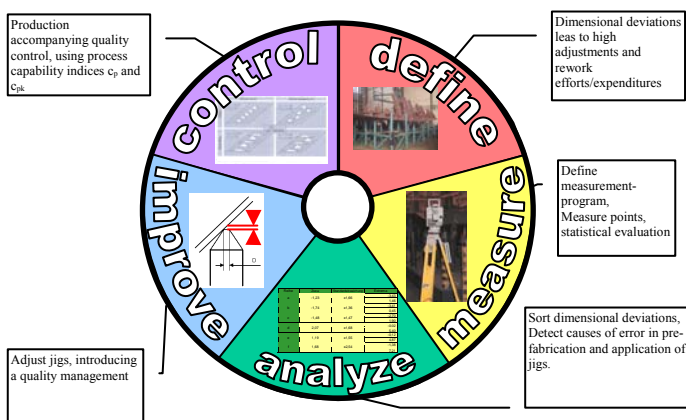 Production
accompanying quality
control, using process
capability indices cp and
cpk
Dimensional deviations
leas to high
adjustments and
rework
efforts/expenditures
control
define
Define
measurement-
program,
Measure points,
statistical evaluation
improve
measure
D
analyze
Adjust jigs, introducing
a quality management
Sort dimensional deviations,
Detect causes of error in pre-
fabrication and application of
jigs.